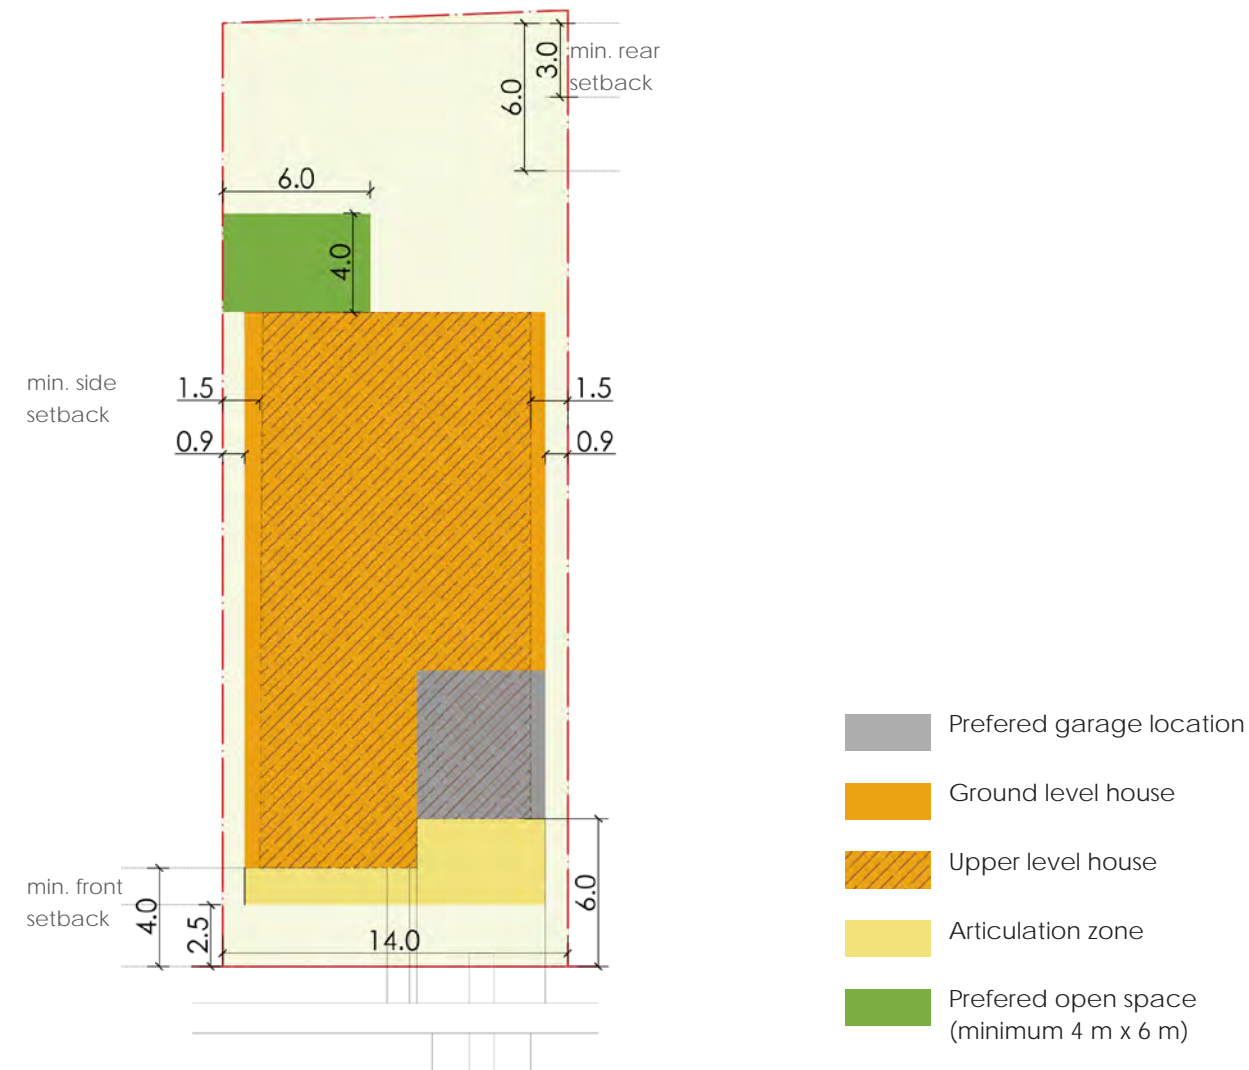 min. rear
setback
3.0
6.0
6.0
4.0
min. side
setback
1.5
1.5
0.9
0.9
min. front
setback
4.0
2.5
14.0
6.0
Prefered garage location
Ground level house
Upper level house
Articulation zone
Prefered open space
(minimum 4 m x 6 m)